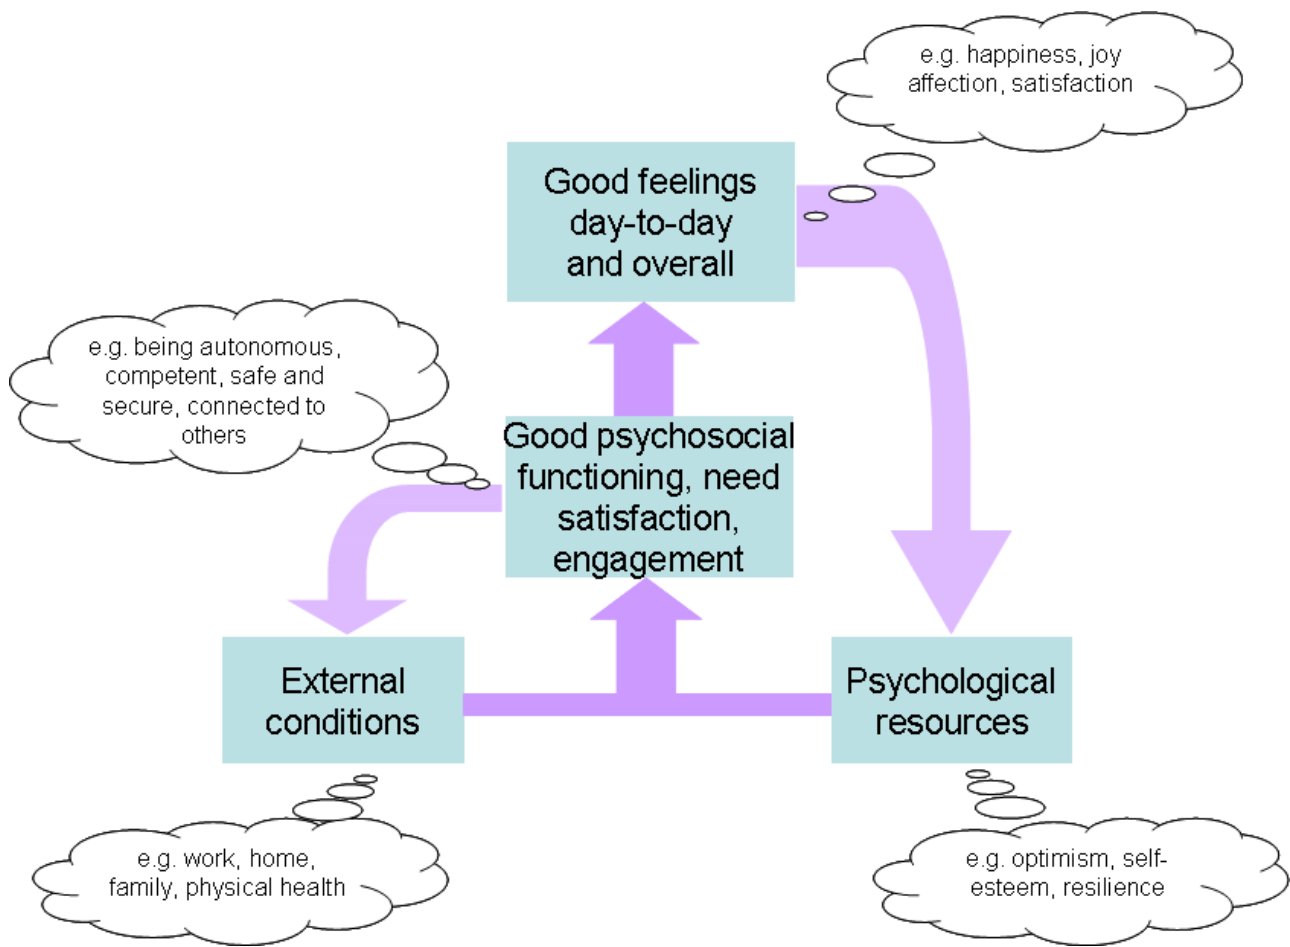 e.g. happiness, joy
affection, satisfaction
Good feelings
day-to-day
and overall
e.g. being autonomous,
competent, safe and
secure, connected to
others
Good psychosocial
functioning, need
satisfaction,
engagement
External
conditions
Psychological
resources
e.g. work, home,
family, physical health
e.g. optimism, self-
esteem, resilience